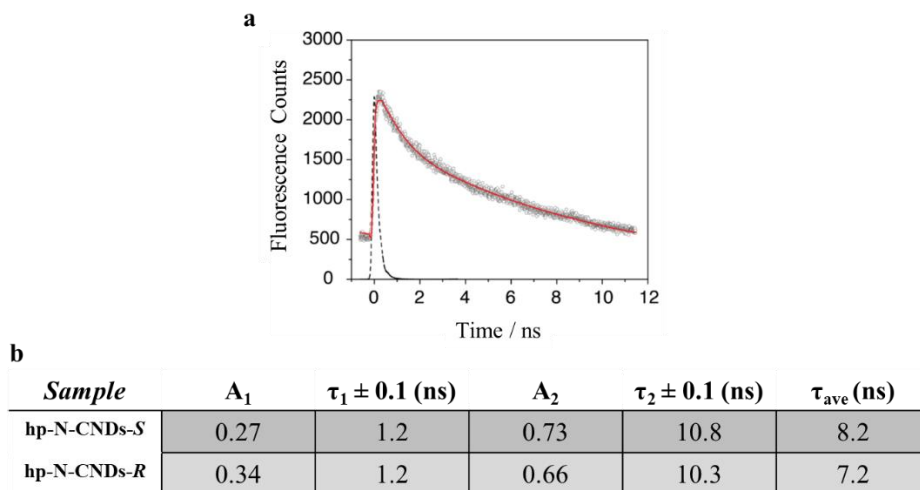 a
3000
2500
2000
1500
1000
500
0
Fluorescence Counts
0 2 4 6 8 10 12
Time / ns
b
Sample A₁ τ₁ ± 0.1 (ns) A₂ τ₂ ± 0.1 (ns) τₐᵥₑ (ns)
hp-N-CNDs-S 0.27 1.2 0.73 10.8 8.2
hp-N-CNDs-R 0.34 1.2 0.66 10.3 7.2